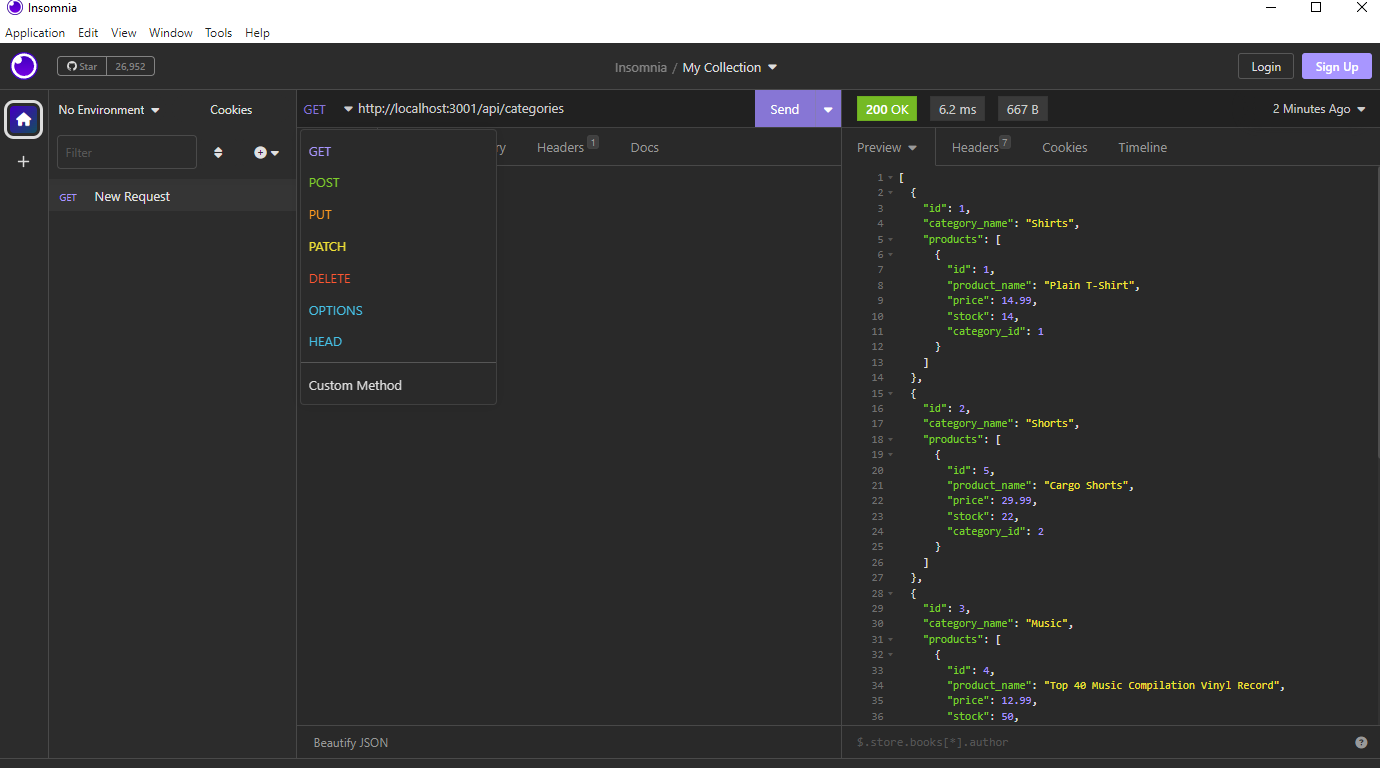 Insomnia
Application Edit View Window Tools Help
Star 26,952
Insomnia / My Collection
Login Sign Up
No Environment Cookies
Filter
GET New Request
GET http://localhost:3001/api/categories Send
ry Headers 1 Docs
GET
POST
PUT
PATCH
DELETE
OPTIONS
HEAD
Custom Method
Beautify JSON
200 OK 6.2 ms 667 B 2 Minutes Ago
Preview Headers 7 Cookies Timeline
1 [
2 {
3 "id": 1,
4 "category_name": "Shirts",
5 "products": [
6 {
7 "id": 1,
8 "product_name": "Plain T-Shirt",
9 "price": 14.99,
10 "stock": 14,
11 "category_id": 1
12 }
13 ]
14 },
15 {
16 "id": 2,
17 "category_name": "Shorts",
18 "products": [
19 {
20 "id": 5,
21 "product_name": "Cargo Shorts",
22 "price": 29.99,
23 "stock": 22,
24 "category_id": 2
25 }
26 ]
27 },
28 {
29 "id": 3,
30 "category_name": "Music",
31 "products": [
32 {
33 "id": 4,
34 "product_name": "Top 40 Music Compilation Vinyl Record",
35 "price": 12.99,
36 "stock": 50,
$.store.books[*].author ?